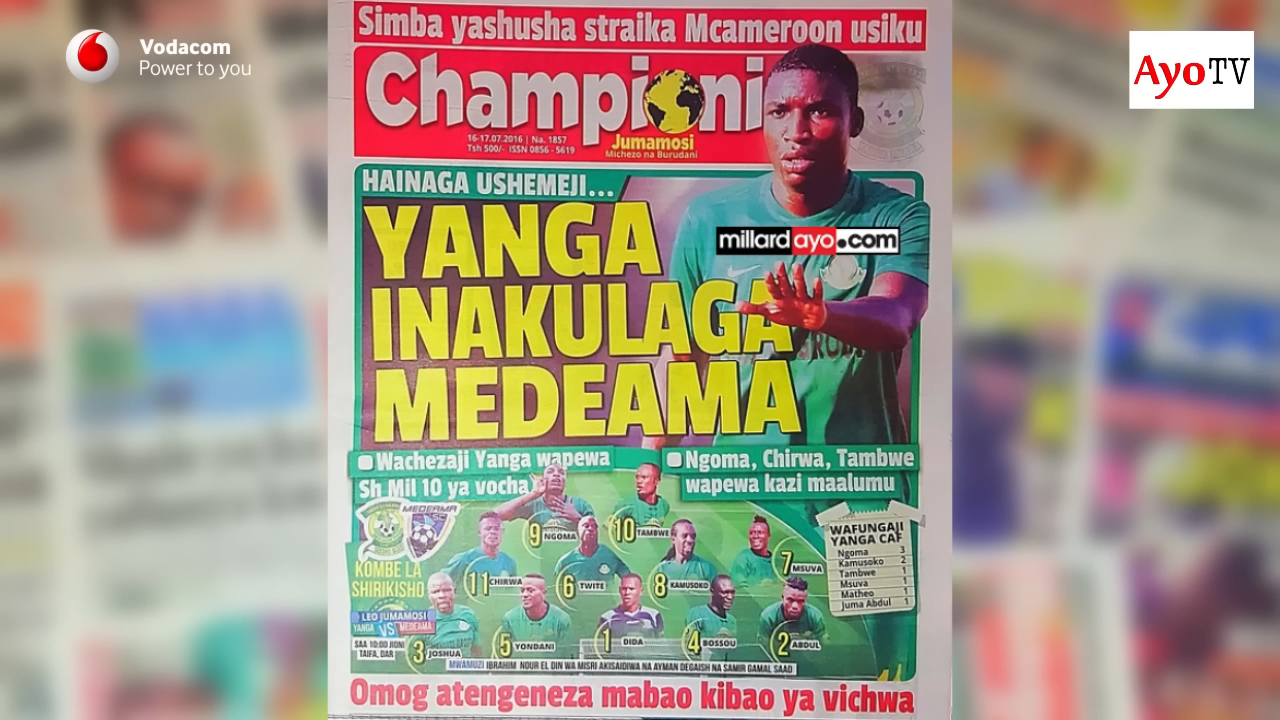 Vodacom
Power to you
AyoTV
Simba yashusha straika Mcameroon usiku
Championi
16-17.07.2016 | Na. 1857
Tsh 500/- ISSN 0856 - 5619
Jumamosi
Michezo na Burudani
HAINAGA USHEMEJI...
YANGA
INAKULAGA
MEDEAMA
millardayo.com
Wachezaji Yanga wapewa
Sh Mil 10 ya vocha
Ngoma, Chirwa, Tambwe
wapewa kazi maalumu
MEDEAMA
SC
KOMBE LA
SHIRIKISHO
LEO JUMAMOSI
YANGA VS MEDEAMA
SAA 10:00 JIONI
TAIFA, DAR
9 NGOMA
10 TAMBWE
11 CHIRWA
6 TWITE
8 KAMUSOKO
7 MSUVA
3 JOSHUA
5 YONDANI
1 DIDA
4 BOSSOU
2 ABDUL
WAFUNGAJI
YANGA CAF
Ngoma 3
Kamusoko 2
Tambwe 1
Msuva 1
Matheo 1
Juma Abdul 1
MWAMUZI IBRAHIM NOUR EL DIN WA MISRI AKISAIDIWA NA AYMAN DEGAISH NA SAMIR GAMAL SAAD
Omog atengeneza mabao kibao ya vichwa